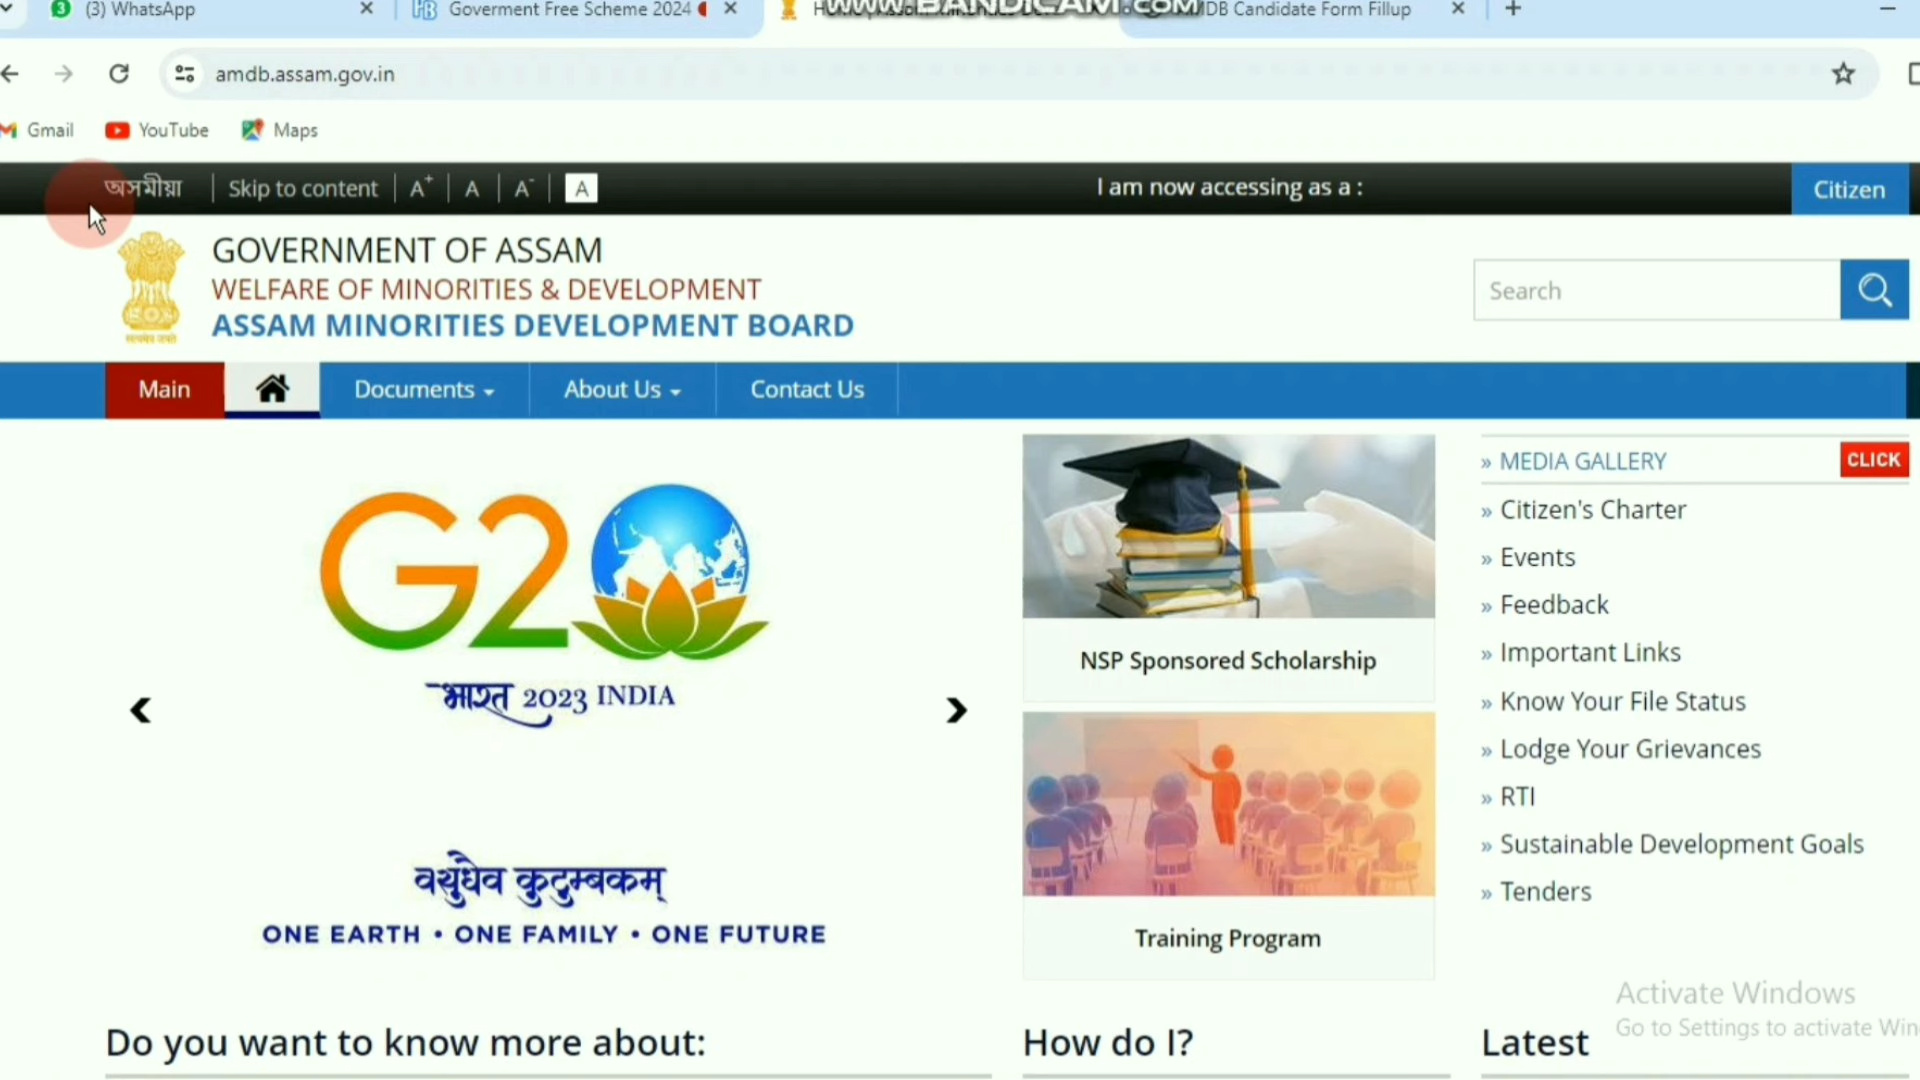 3 (3) WhatsApp
Goverment Free Scheme 2024
WWW.BANDICAM.COM
DB Candidate Form Fillup
amdb.assam.gov.in
Gmail
YouTube
Maps
অসমীয়া
Skip to content
A+
A
A-
A
I am now accessing as a :
Citizen
GOVERNMENT OF ASSAM
WELFARE OF MINORITIES & DEVELOPMENT
ASSAM MINORITIES DEVELOPMENT BOARD
सत्यमेव जयते
Search
Main
Documents
About Us
Contact Us
G20
भारत 2023 INDIA
वसुधैव कुटुम्बकम्
ONE EARTH • ONE FAMILY • ONE FUTURE
NSP Sponsored Scholarship
Training Program
» MEDIA GALLERY
CLICK
» Citizen's Charter
» Events
» Feedback
» Important Links
» Know Your File Status
» Lodge Your Grievances
» RTI
» Sustainable Development Goals
» Tenders
Activate Windows
Go to Settings to activate Win
Do you want to know more about:
How do I?
Latest